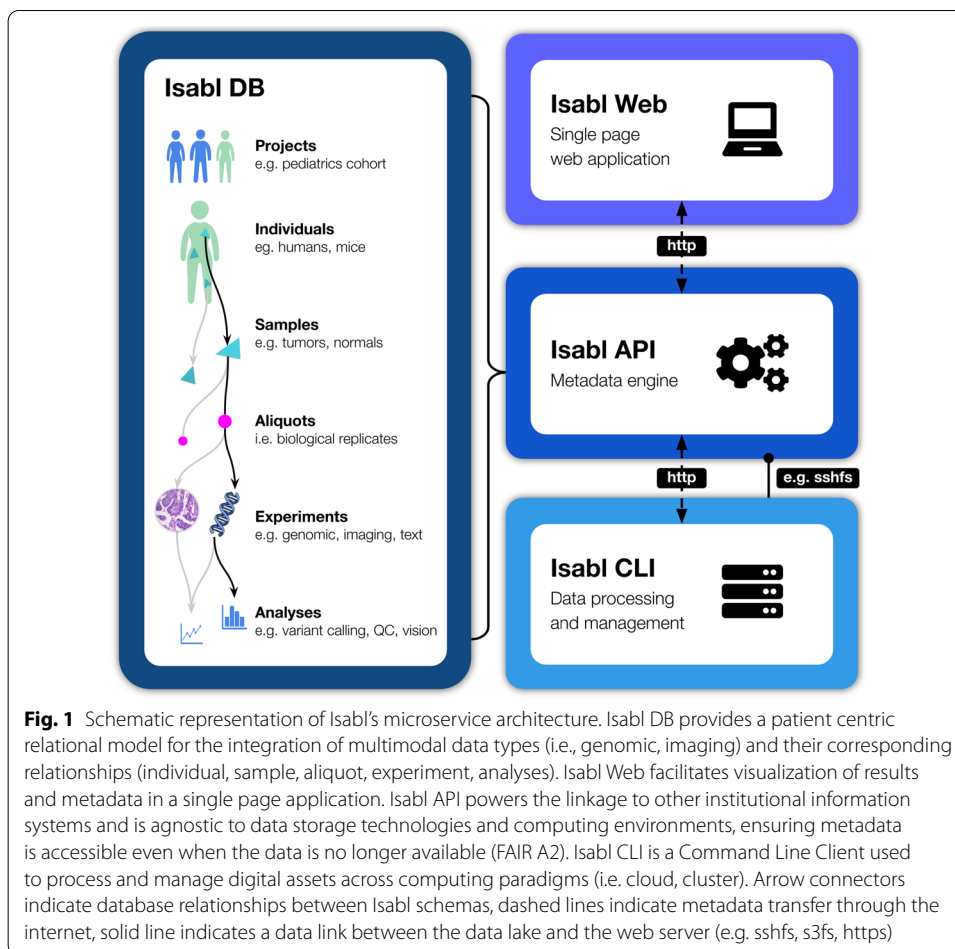 Isabl DB
Projects
e.g. pediatrics cohort
Individuals
eg. humans, mice
Samples
e.g. tumors, normals
Aliquots
i.e. biological replicates
Experiments
e.g. genomic, imaging, text
Analyses
e.g. variant calling, QC, vision
Isabl Web
Single page
web application
http
Isabl API
Metadata engine
http
e.g. sshfs
Isabl CLI
Data processing
and management
Fig. 1 Schematic representation of Isabl's microservice architecture. Isabl DB provides a patient centric
relational model for the integration of multimodal data types (i.e., genomic, imaging) and their corresponding
relationships (individual, sample, aliquot, experiment, analyses). Isabl Web facilitates visualization of results
and metadata in a single page application. Isabl API powers the linkage to other institutional information
systems and is agnostic to data storage technologies and computing environments, ensuring metadata
is accessible even when the data is no longer available (FAIR A2). Isabl CLI is a Command Line Client used
to process and manage digital assets across computing paradigms (i.e. cloud, cluster). Arrow connectors
indicate database relationships between Isabl schemas, dashed lines indicate metadata transfer through the
internet, solid line indicates a data link between the data lake and the web server (e.g. sshfs, s3fs, https)